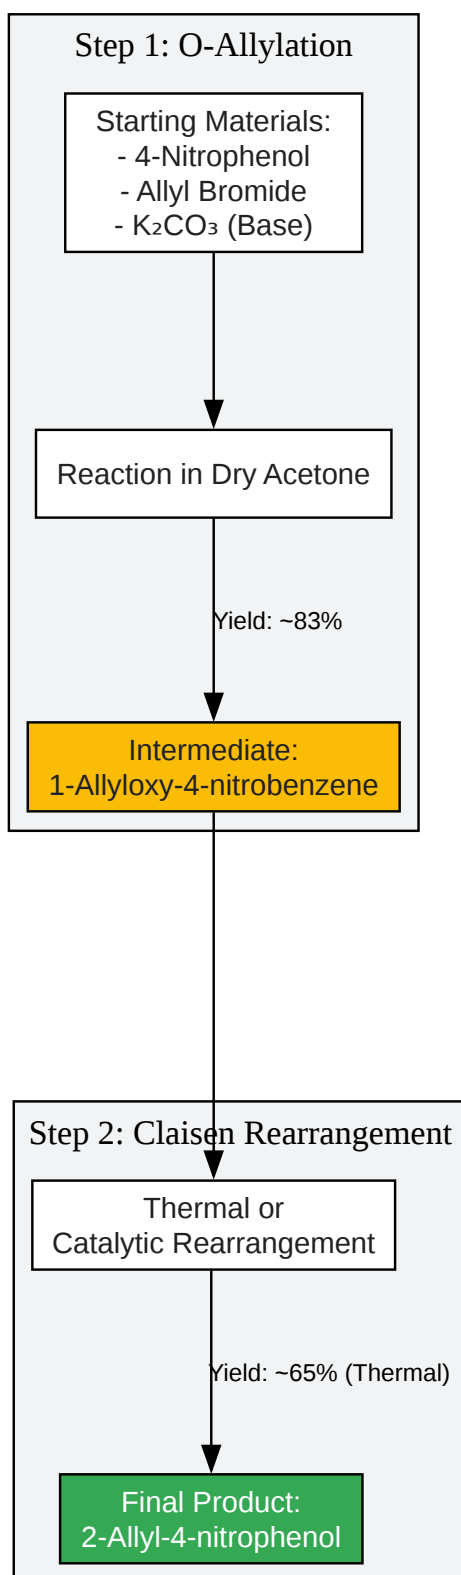 Step 1: O-Allylation
Starting Materials:
- 4-Nitrophenol
- Allyl Bromide
- K₂CO₃ (Base)
Reaction in Dry Acetone
Yield: ~83%
Intermediate:
1-Allyloxy-4-nitrobenzene
Step 2: Claisen Rearrangement
Thermal or
Catalytic Rearrangement
Yield: ~65% (Thermal)
Final Product:
2-Allyl-4-nitrophenol